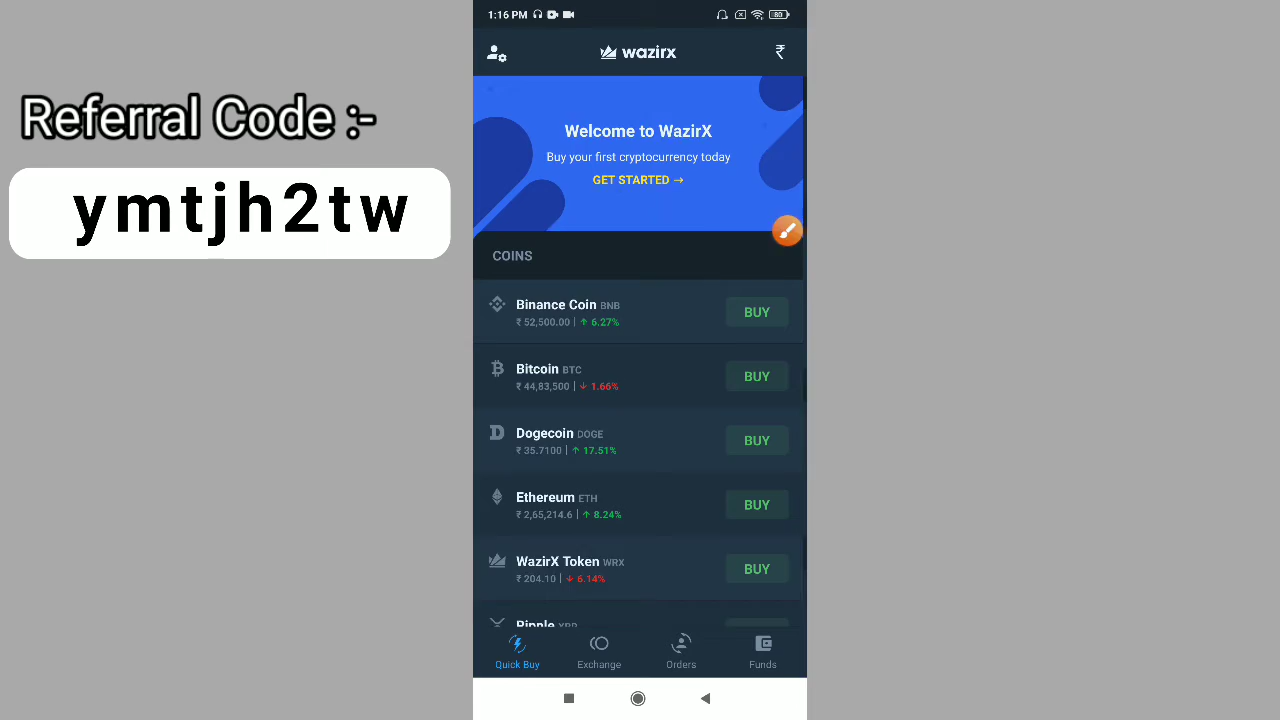 Referral Code :-
ymtjh2tw
1:16 PM 80
wazirx ₹
Welcome to WazirX
Buy your first cryptocurrency today
GET STARTED →
COINS
Binance Coin BNB
₹ 52,500.00 | ↑ 6.27%
BUY
Bitcoin BTC
₹ 44,83,500 | ↓ 1.66%
BUY
Dogecoin DOGE
₹ 35.7100 | ↑ 17.51%
BUY
Ethereum ETH
₹ 2,65,214.6 | ↑ 8.24%
BUY
WazirX Token WRX
₹ 204.10 | ↓ 6.14%
BUY
Ripple XRP
Quick Buy Exchange Orders Funds